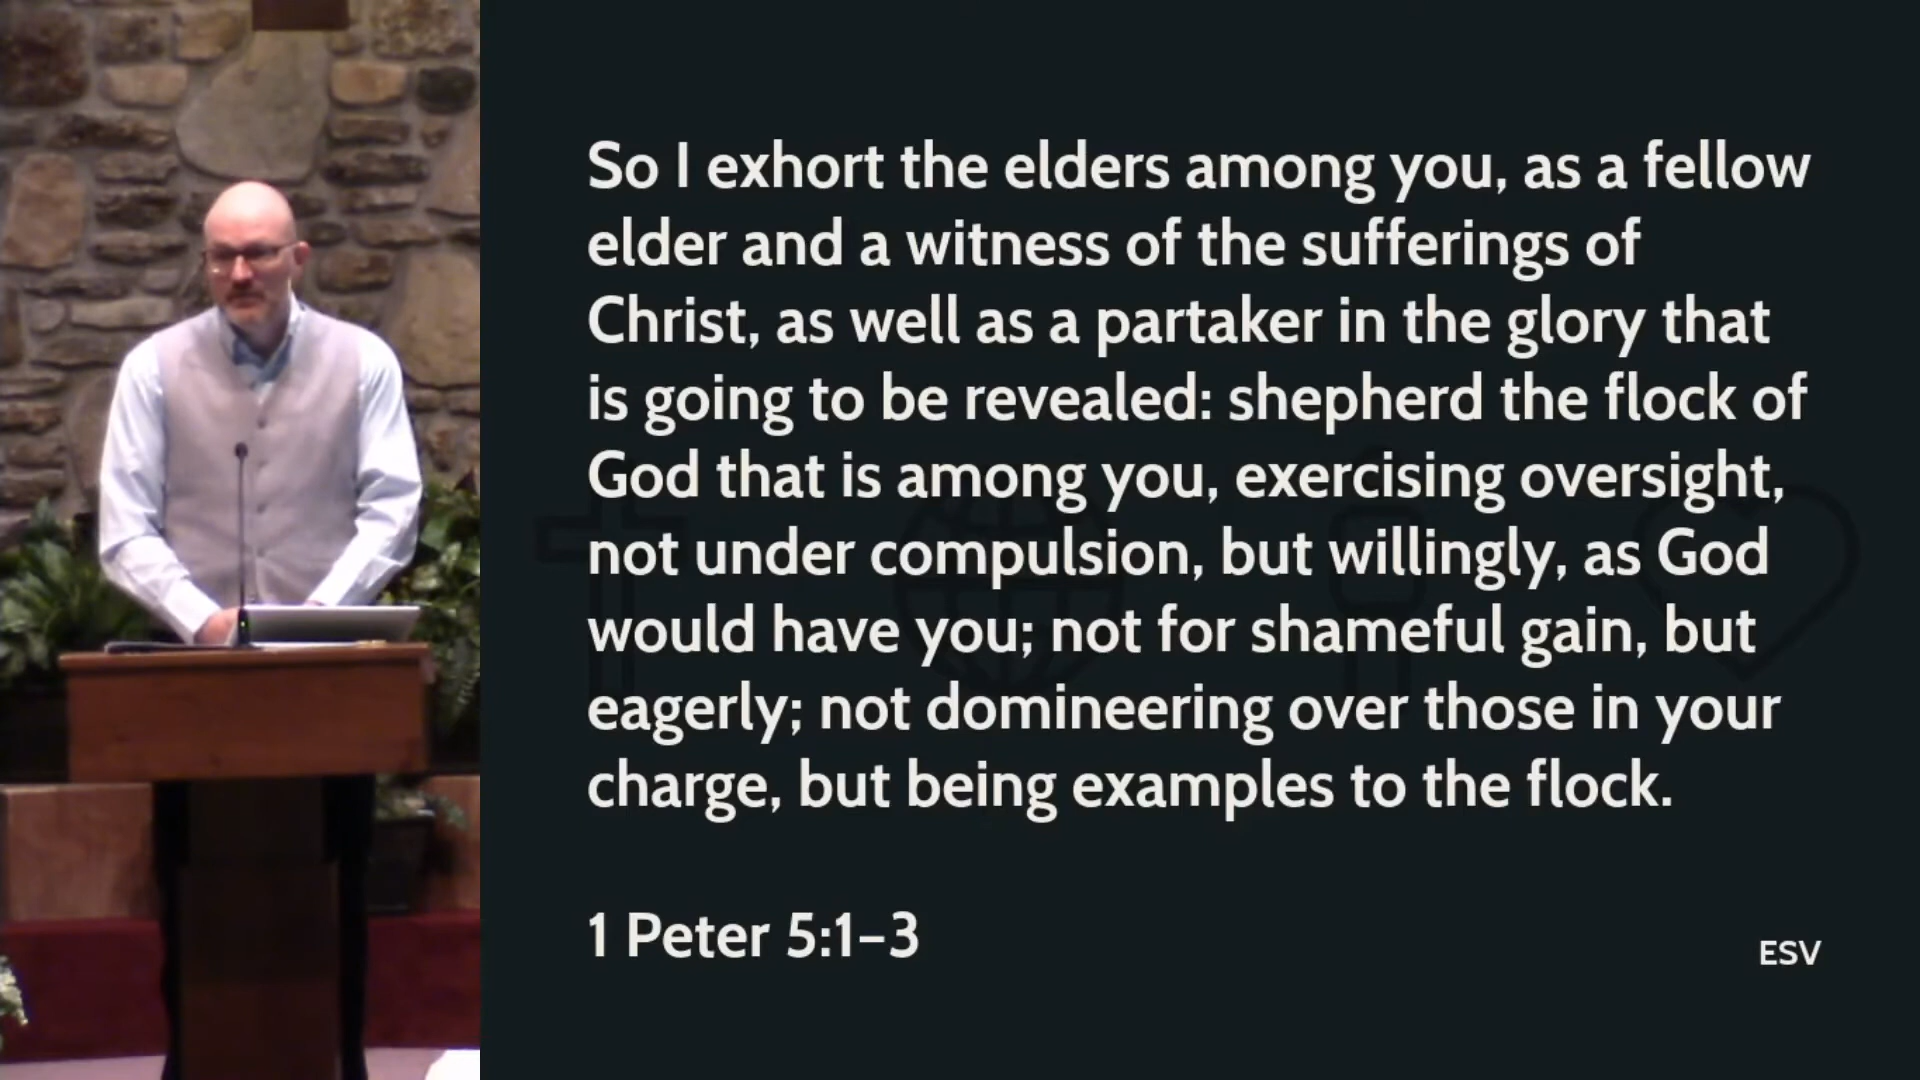 So I exhort the elders among you, as a fellow
elder and a witness of the sufferings of
Christ, as well as a partaker in the glory that
is going to be revealed: shepherd the flock of
God that is among you, exercising oversight,
not under compulsion, but willingly, as God
would have you; not for shameful gain, but
eagerly; not domineering over those in your
charge, but being examples to the flock.
1 Peter 5:1–3
ESV